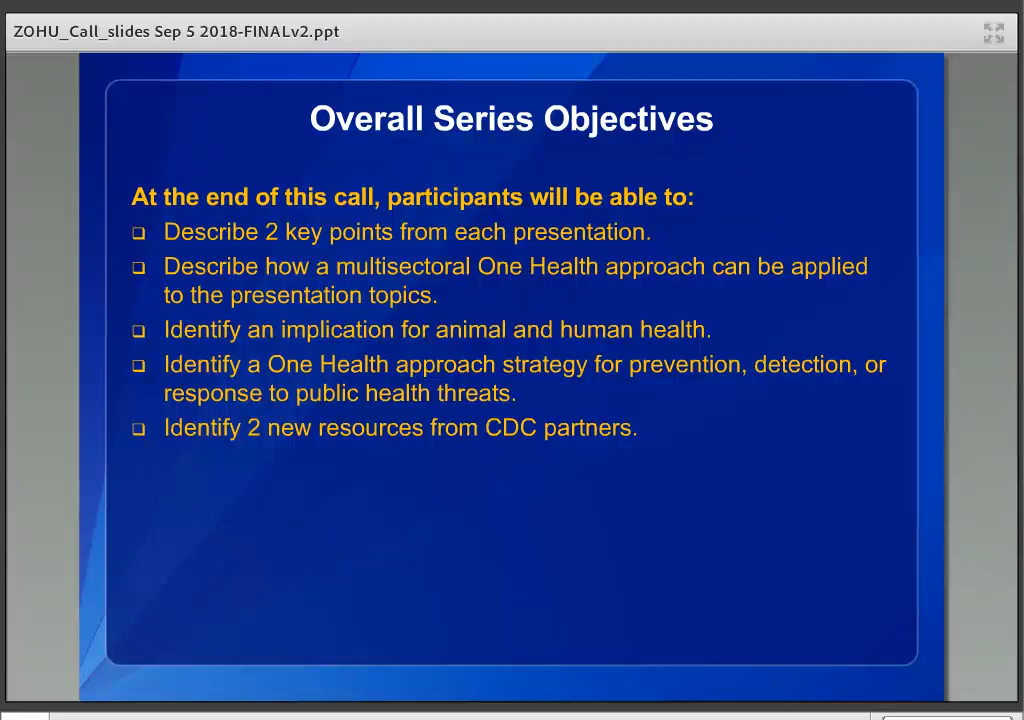 ZOHU_Call_slides Sep 5 2018-FINALv2.ppt
Overall Series Objectives
At the end of this call, participants will be able to:
❑ Describe 2 key points from each presentation.
❑ Describe how a multisectoral One Health approach can be applied
to the presentation topics.
❑ Identify an implication for animal and human health.
❑ Identify a One Health approach strategy for prevention, detection, or
response to public health threats.
❑ Identify 2 new resources from CDC partners.